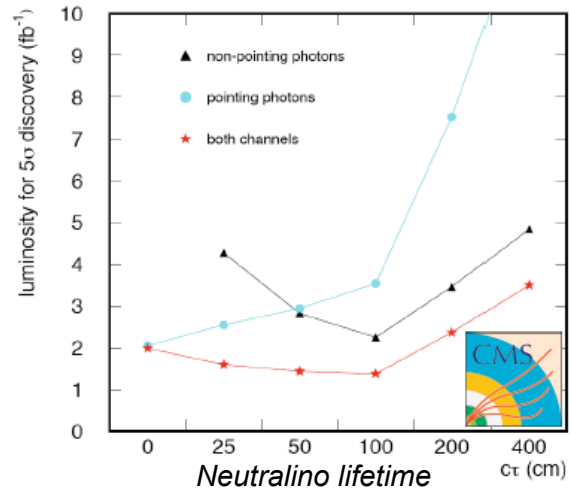 luminosity for 5σ discovery (fb⁻¹)
10
9
8
7
6
5
4
3
2
1
0
non-pointing photons
pointing photons
both channels
CMS
0 25 50 100 200 400
cτ (cm)
Neutralino lifetime